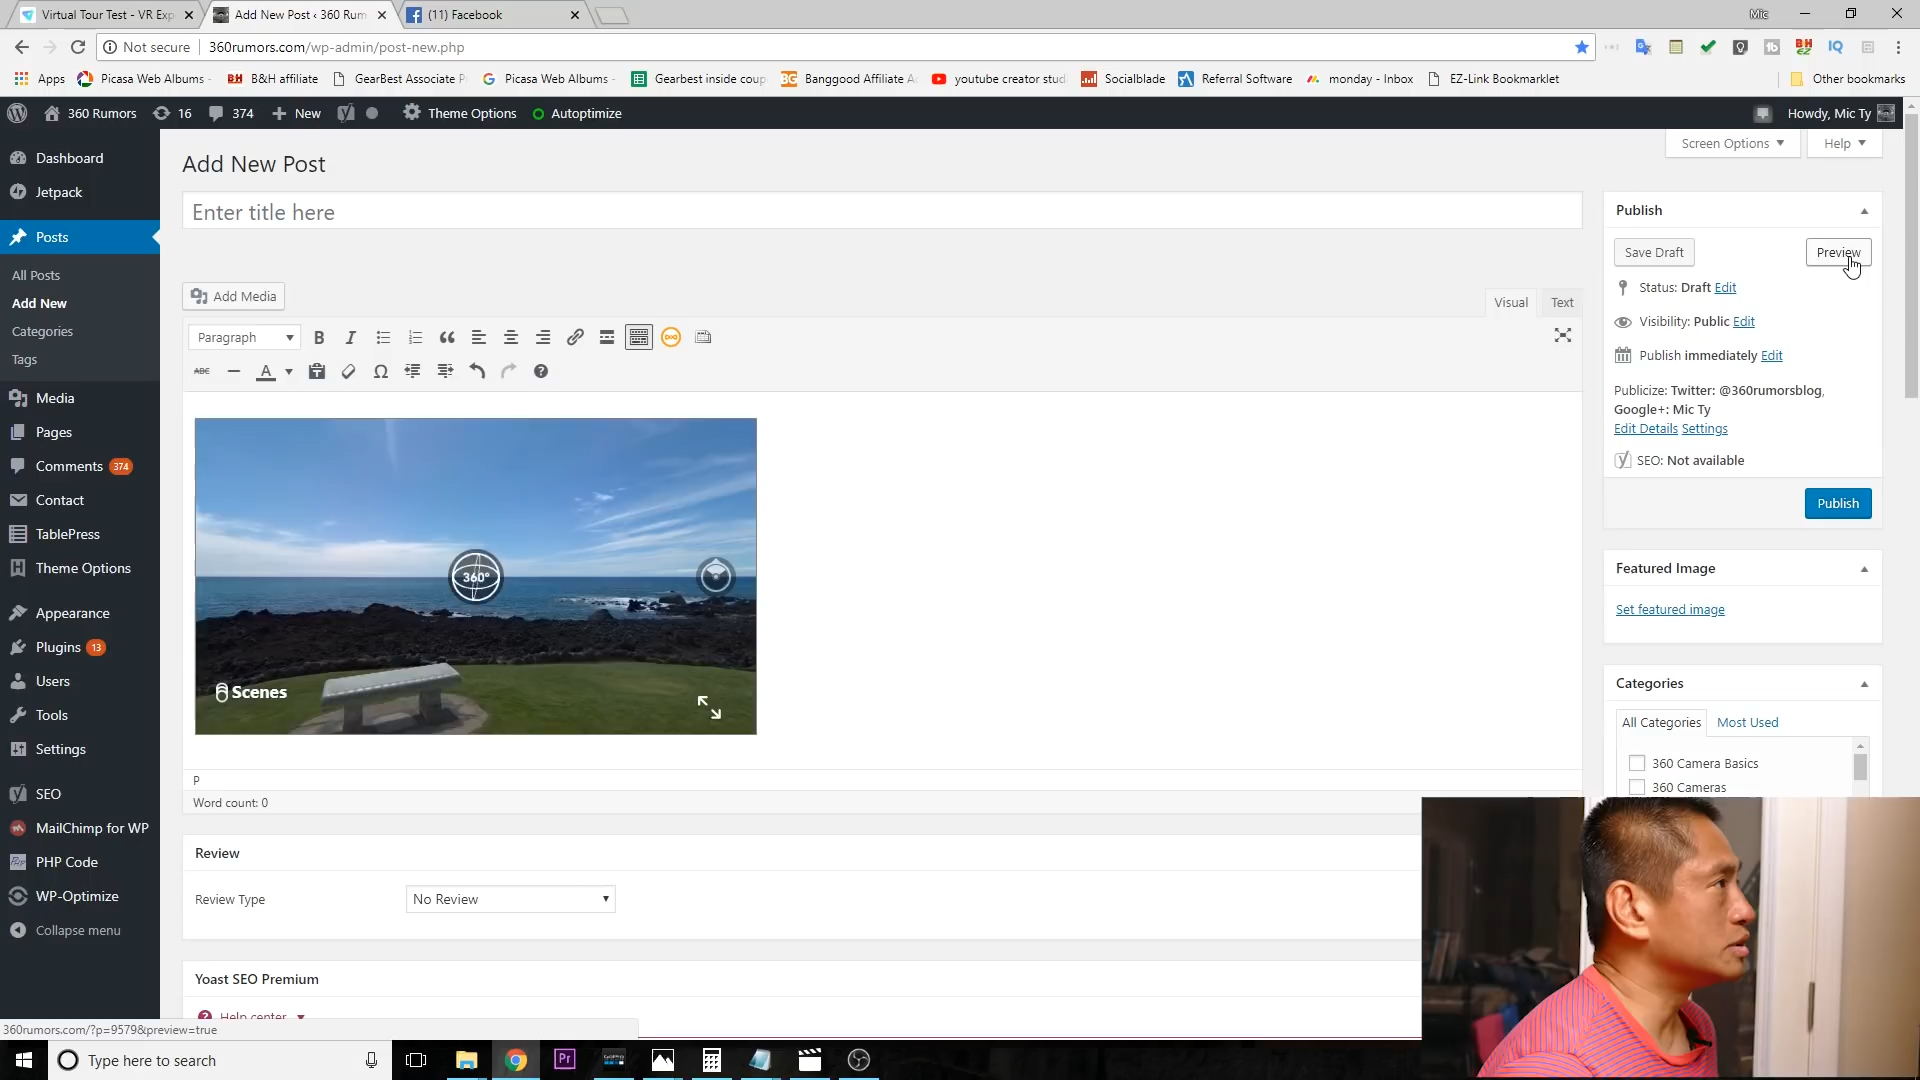 Virtual Tour Test - VR Exp
Add New Post ‹ 360 Rum
(11) Facebook
Mic
Not secure
360rumors.com/wp-admin/post-new.php
Apps
Picasa Web Albums -
B&H affiliate
GearBest Associate P
Picasa Web Albums -
Gearbest inside coup
Banggood Affiliate A
youtube creator stud
Socialblade
Referral Software
monday - Inbox
EZ-Link Bookmarklet
Other bookmarks
360 Rumors
16
374
New
Theme Options
Autoptimize
Howdy, Mic Ty
Dashboard
Jetpack
Posts
All Posts
Add New
Categories
Tags
Media
Pages
Comments 374
Contact
TablePress
Theme Options
Appearance
Plugins 13
Users
Tools
Settings
SEO
MailChimp for WP
PHP Code
WP-Optimize
Collapse menu
Screen Options
Help
Add New Post
Enter title here
Add Media
Visual
Text
Paragraph
B
I
ABC
A
Ω
360°
Scenes
P
Word count: 0
Review
Review Type
No Review
Yoast SEO Premium
Help center
Publish
Save Draft
Preview
Status: Draft Edit
Visibility: Public Edit
Publish immediately Edit
Publicize: Twitter: @360rumorsblog,
Google+: Mic Ty
Edit Details Settings
SEO: Not available
Publish
Featured Image
Set featured image
Categories
All Categories
Most Used
360 Camera Basics
360 Cameras
360rumors.com/?p=9579&preview=true
Type here to search
Pr